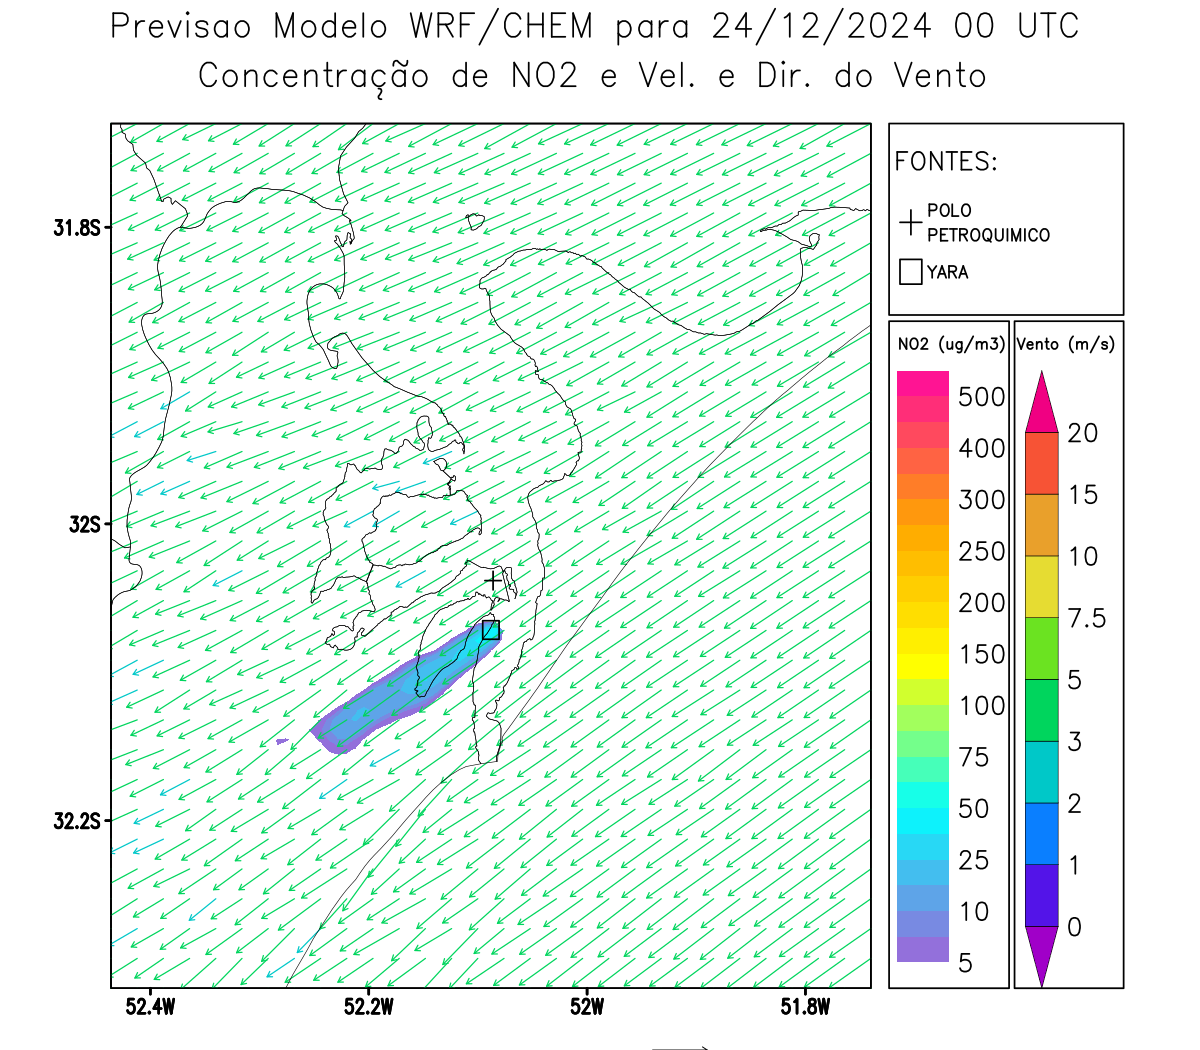 Previsao Modelo WRF/CHEM para 24/12/2024 00 UTC
Concentração de NO2 e Vel. e Dir. do Vento
FONTES:
POLO
PETROQUIMICO
YARA
NO2 (ug/m3)
500
400
300
250
200
150
100
75
50
25
10
5
Vento (m/s)
20
15
10
7.5
5
3
2
1
0
31.8S
32S
32.2S
52.4W
52.2W
52W
51.8W